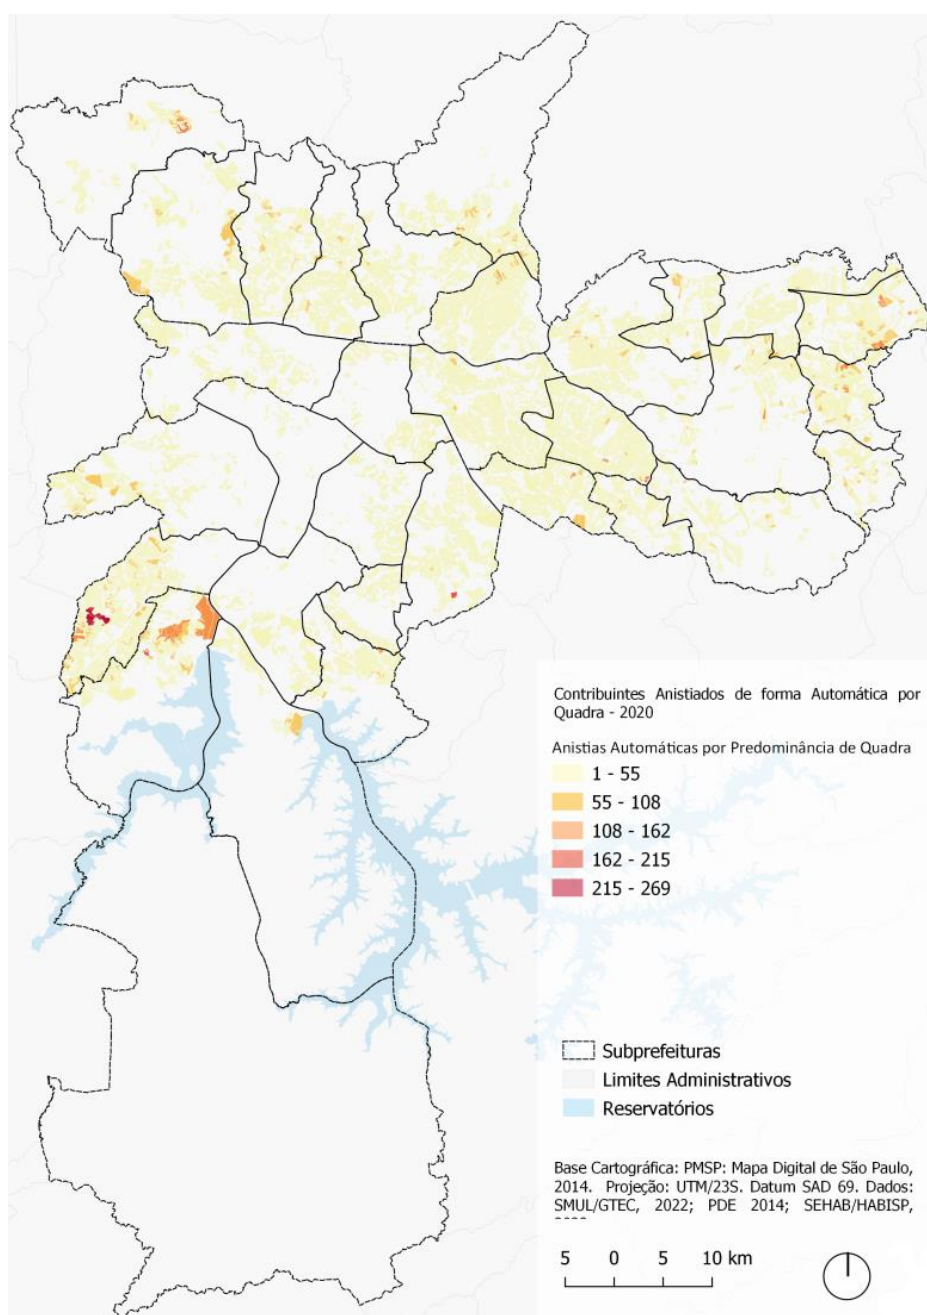 Contribuintes Anistiados de forma Automática por
Quadra - 2020
Anistias Automáticas por Predominância de Quadra
1 - 55
55 - 108
108 - 162
162 - 215
215 - 269
Subprefeituras
Limites Administrativos
Reservatórios
Base Cartográfica: PMSP: Mapa Digital de São Paulo,
2014. Projeção: UTM/23S. Datum SAD 69. Dados:
SMUL/GTEC, 2022; PDE 2014; SEHAB/HABISP,
5 0 5 10 km